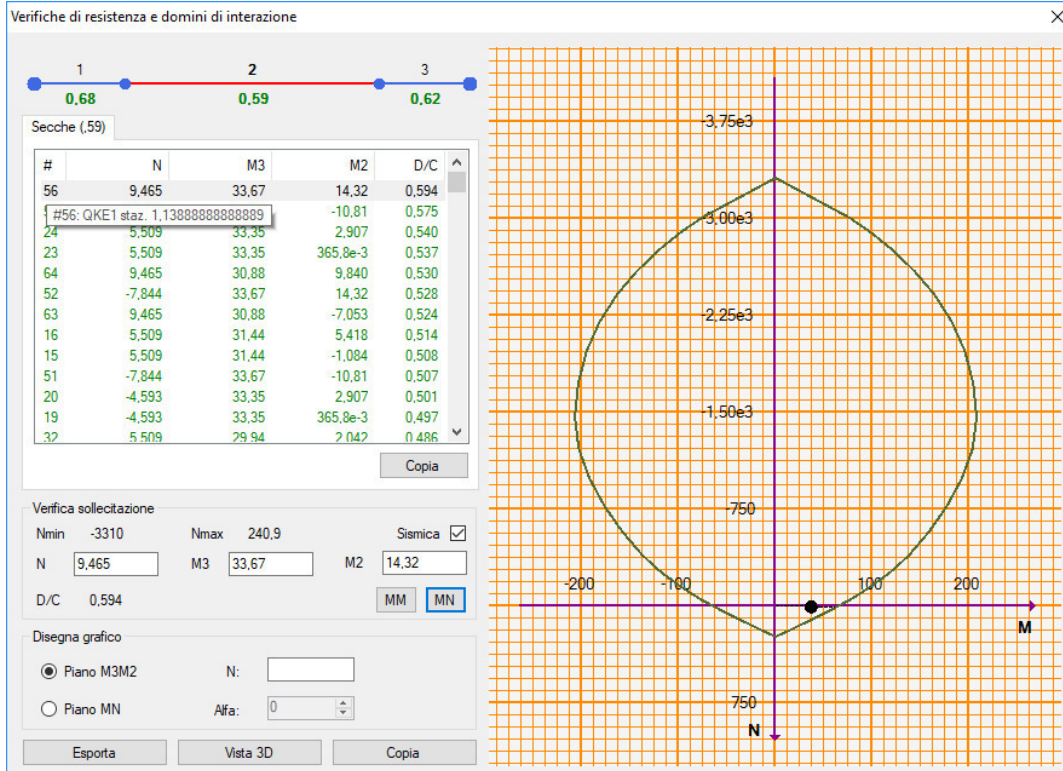 Verifiche di resistenza e domini di interazione
1 2 3
0,68 0,59 0,62
Secche (,59)
# N M3 M2 D/C
56 9,465 33,67 14,32 0,594
#56: QKE1 staz. 1,13888888888889
-10,81 0,575
24 5,509 33,35 2,907 0,540
23 5,509 33,35 365,8e-3 0,537
64 9,465 30,88 9,840 0,530
52 -7,844 33,67 14,32 0,528
63 9,465 30,88 -7,053 0,524
16 5,509 31,44 5,418 0,514
15 5,509 31,44 -1,084 0,508
51 -7,844 33,67 -10,81 0,507
20 -4,593 33,35 2,907 0,501
19 -4,593 33,35 365,8e-3 0,497
32 5,509 29,94 2,042 0,486
Copia
Verifica sollecitazione
Nmin -3310 Nmax 240,9 Sismica
N 9,465 M3 33,67 M2 14,32
D/C 0,594 MM MN
Disegna grafico
Piano M3M2 N:
Piano MN Alfa: 0
Esporta Vista 3D Copia
-3,75e3
-3,00e3
-2,25e3
-1,50e3
-750
-200 -100 100 200
M
750
N